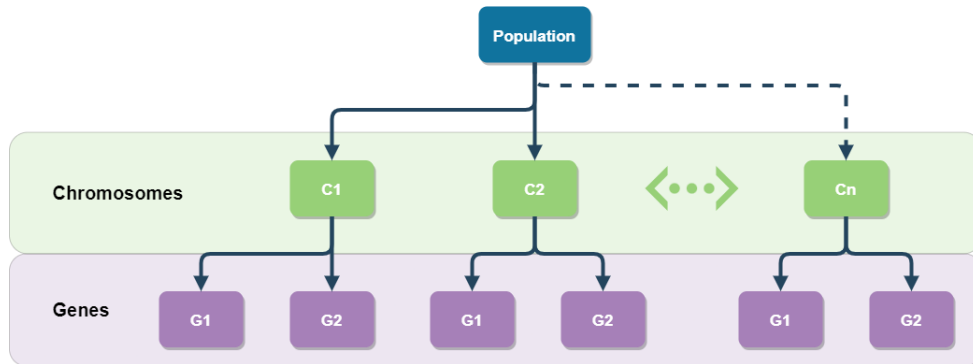 Population
Chromosomes
C1
C2
Cn
Genes
G1
G2
G1
G2
G1
G2